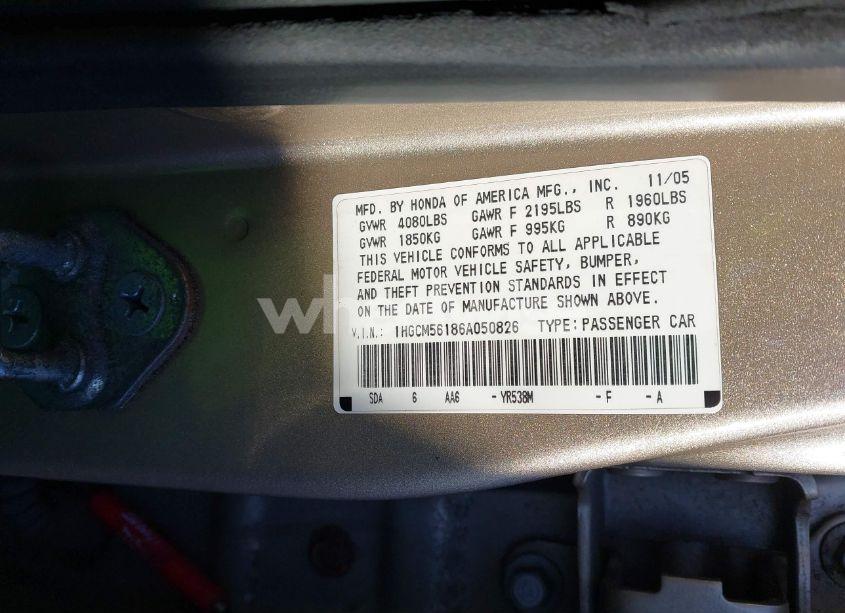 MFD. BY HONDA OF AMERICA MFG., INC. 11/05
GVWR 4080LBS GAWR F 2195LBS R 1960LBS
GVWR 1850KG GAWR F 995KG R 890KG
THIS VEHICLE CONFORMS TO ALL APPLICABLE
FEDERAL MOTOR VEHICLE SAFETY, BUMPER,
AND THEFT PREVENTION STANDARDS IN EFFECT
ON THE DATE OF MANUFACTURE SHOWN ABOVE.
V.I.N.: 1HGCM56186A050826 TYPE: PASSENGER CAR
SDA 6 AA6 -YR538M -F -A